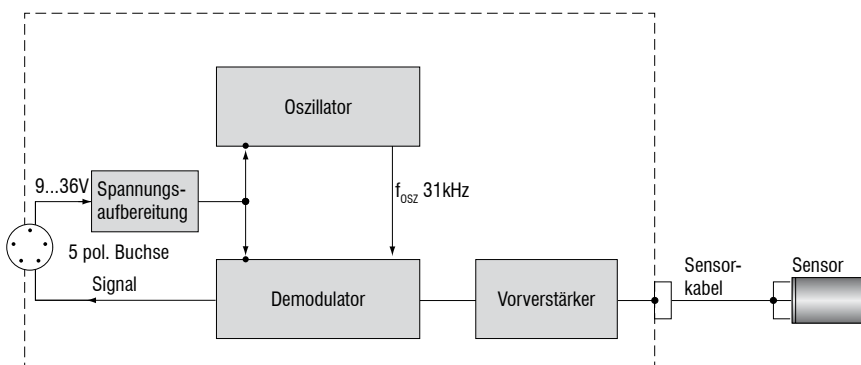 Oszillator
9...36V
Spannungs-
aufbereitung
fosz 31kHz
5 pol. Buchse
Signal
Demodulator
Vorverstärker
Sensor-
kabel
Sensor